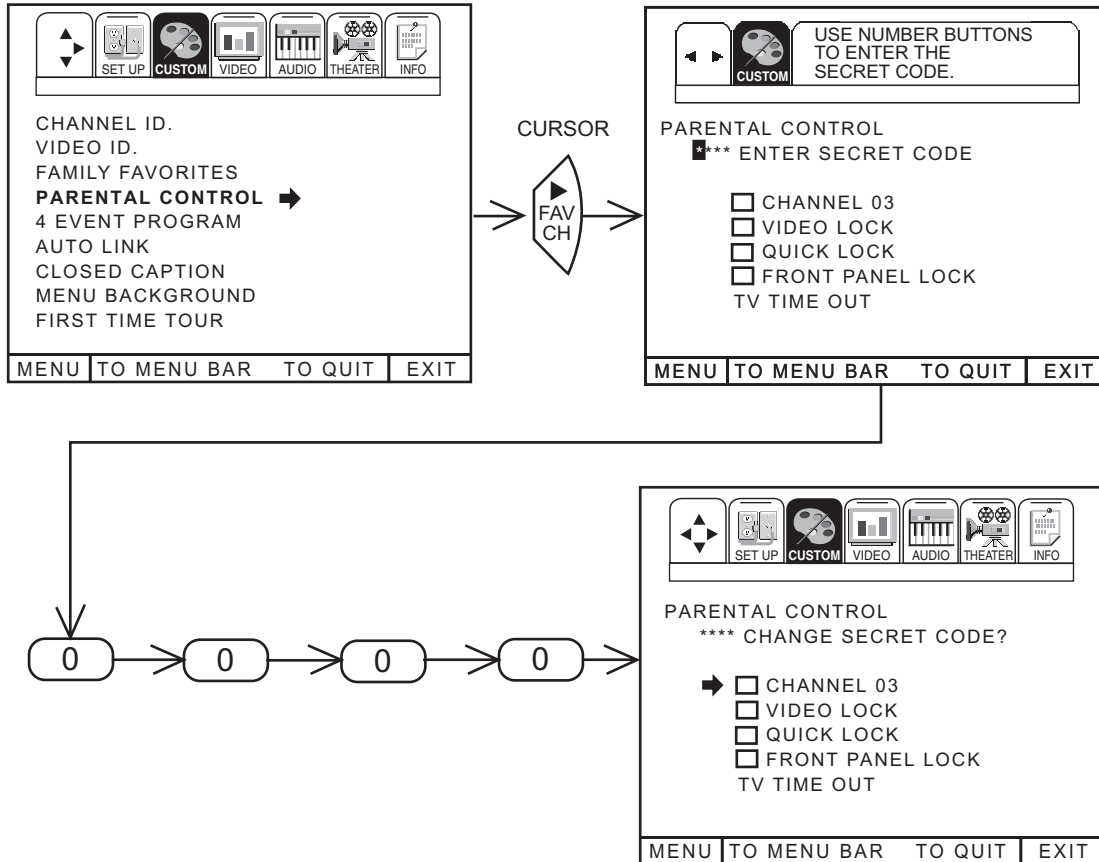 SET UP CUSTOM VIDEO AUDIO THEATER INFO
CHANNEL ID.
VIDEO ID.
FAMILY FAVORITES
PARENTAL CONTROL
4 EVENT PROGRAM
AUTO LINK
CLOSED CAPTION
MENU BACKGROUND
FIRST TIME TOUR
MENU TO MENU BAR TO QUIT EXIT
CURSOR
FAV
CH
CUSTOM
USE NUMBER BUTTONS
TO ENTER THE
SECRET CODE.
PARENTAL CONTROL
**** ENTER SECRET CODE
CHANNEL 03
VIDEO LOCK
QUICK LOCK
FRONT PANEL LOCK
TV TIME OUT
MENU TO MENU BAR TO QUIT EXIT
0 0 0 0
SET UP CUSTOM VIDEO AUDIO THEATER INFO
PARENTAL CONTROL
**** CHANGE SECRET CODE?
CHANNEL 03
VIDEO LOCK
QUICK LOCK
FRONT PANEL LOCK
TV TIME OUT
MENU TO MENU BAR TO QUIT EXIT